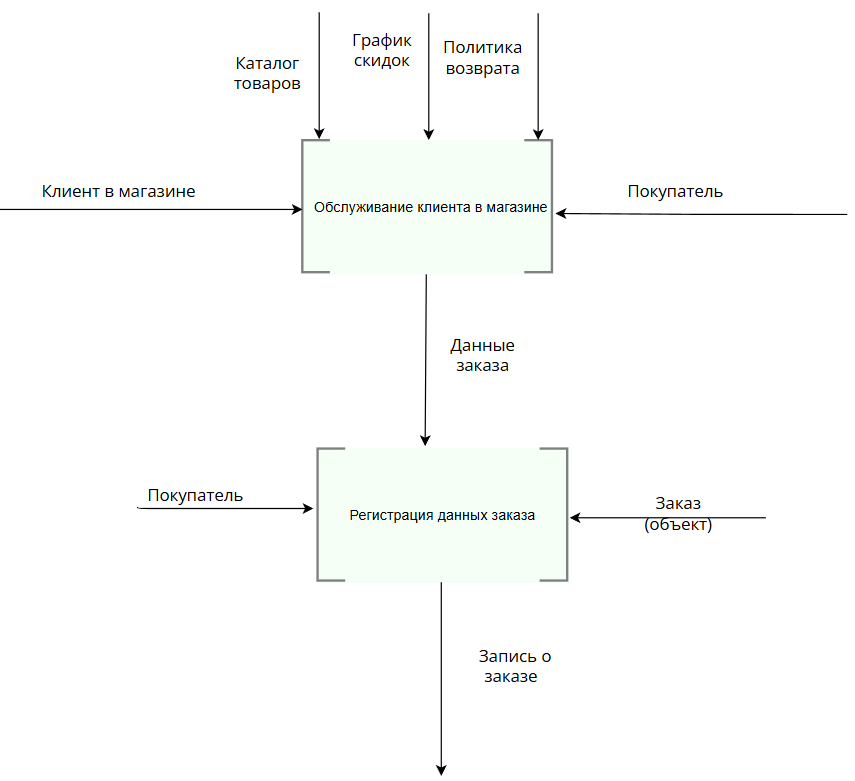 График
скидок
Политика
возврата
Каталог
товаров
Клиент в магазине
Обслуживание клиента в магазине
Покупатель
Данные
заказа
Покупатель
Регистрация данных заказа
Заказ
(объект)
Запись о
заказе